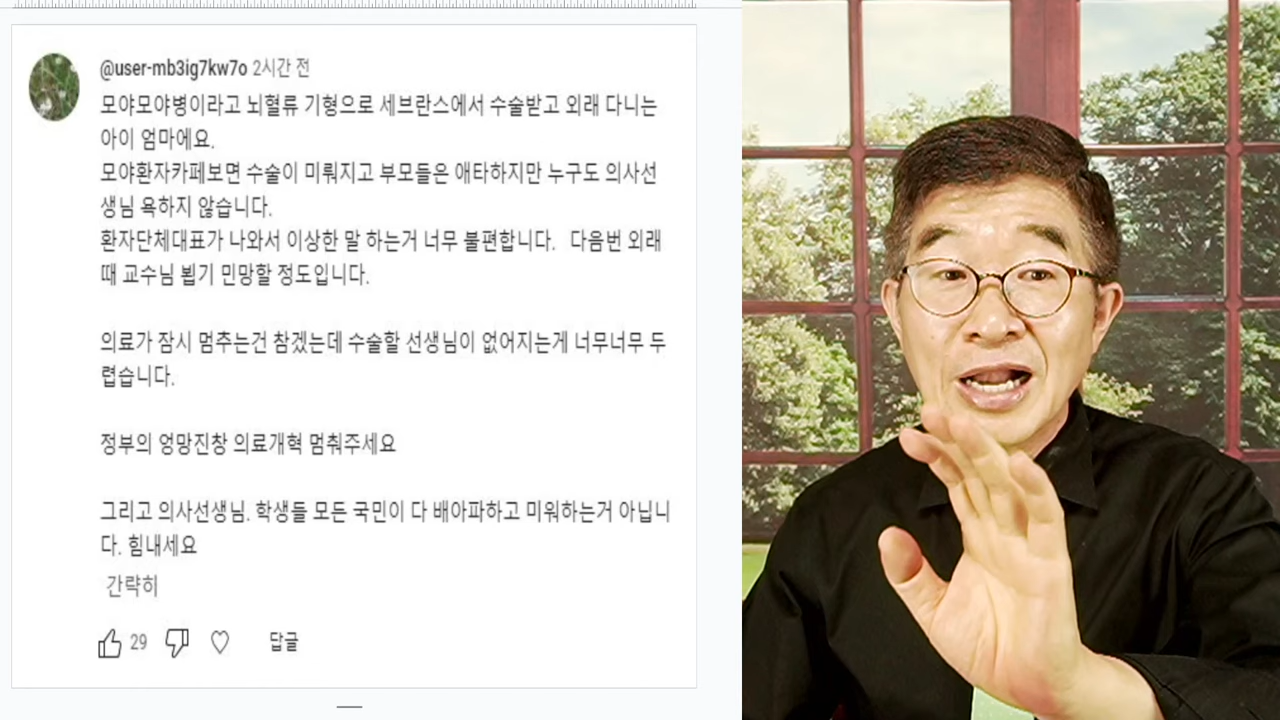 @user-mb3ig7kw7o 2시간 전
모야모야병이라고 뇌혈류 기형으로 세브란스에서 수술받고 외래 다니는
아이 엄마에요.
모야환자카페보면 수술이 미뤄지고 부모들은 애타하지만 누구도 의사선
생님 욕하지 않습니다.
환자단체대표가 나와서 이상한 말 하는거 너무 불편합니다. 다음번 외래
때 교수님 뵙기 민망할 정도입니다.
의료가 잠시 멈추는건 참겠는데 수술할 선생님이 없어지는게 너무너무 두
렵습니다.
정부의 엉망진창 의료개혁 멈춰주세요
그리고 의사선생님. 학생들 모든 국민이 다 배아파하고 미워하는거 아닙니
다. 힘내세요
간략히
29 답글